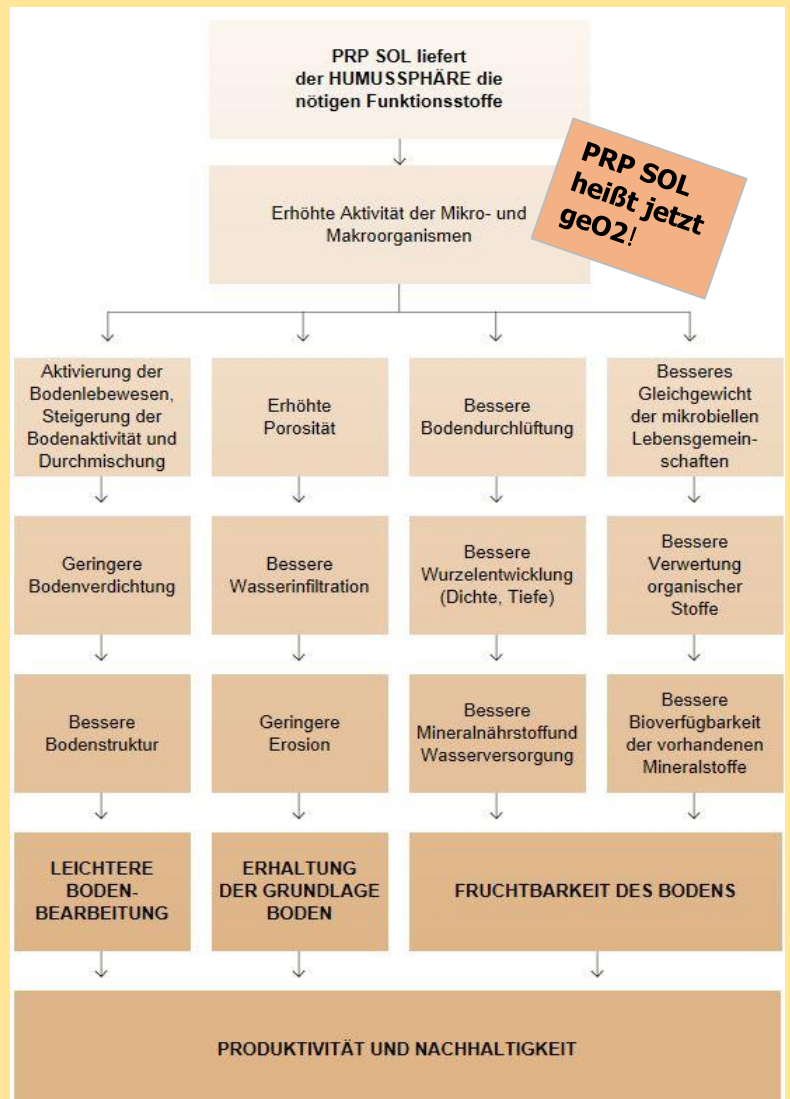 PRP SOL liefert
der HUMUSSPHÄRE die
nötigen Funktionsstoffe
PRP SOL
heißt jetzt
geO2!
Erhöhte Aktivität der Mikro- und
Makroorganismen
Aktivierung der
Bodenlebewesen,
Steigerung der
Bodenaktivität und
Durchmischung
Erhöhte
Porosität
Bessere
Bodendurchlüftung
Besseres
Gleichgewicht
der mikrobiellen
Lebensgemein-
schaften
Geringere
Bodenverdichtung
Bessere
Wasserinfiltration
Bessere
Wurzelentwicklung
(Dichte, Tiefe)
Bessere
Verwertung
organischer
Stoffe
Bessere
Bodenstruktur
Geringere
Erosion
Bessere
Mineralnährstoffund
Wasserversorgung
Bessere
Bioverfügbarkeit
der vorhandenen
Mineralstoffe
LEICHTERE
BODEN-
BEARBEITUNG
ERHALTUNG
DER GRUNDLAGE
BODEN
FRUCHTBARKEIT DES BODENS
PRODUKTIVITÄT UND NACHHALTIGKEIT